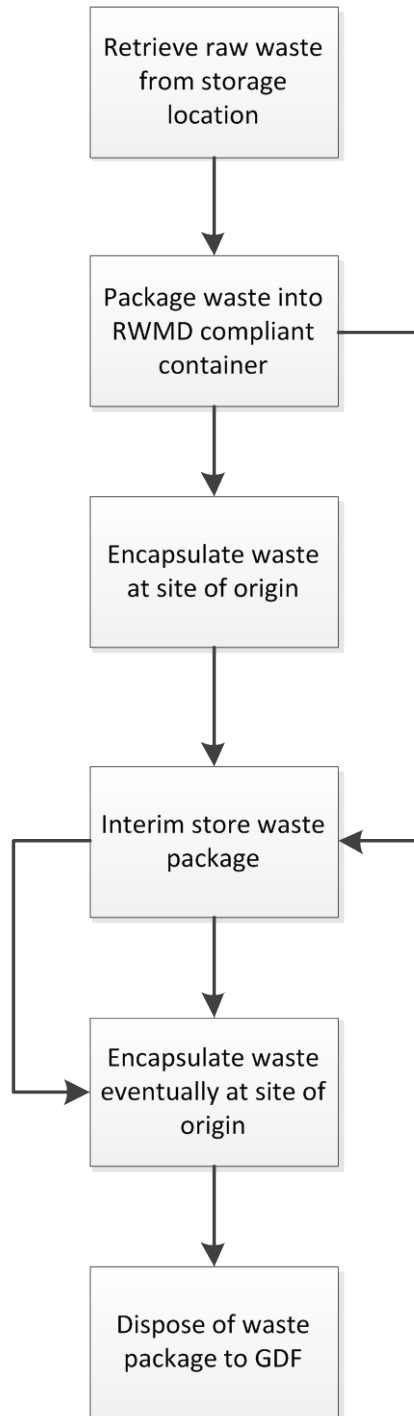 Retrieve raw waste
from storage
location
Package waste into
RWMD compliant
container
Encapsulate waste
at site of origin
Interim store waste
package
Encapsulate waste
eventually at site of
origin
Dispose of waste
package to GDF